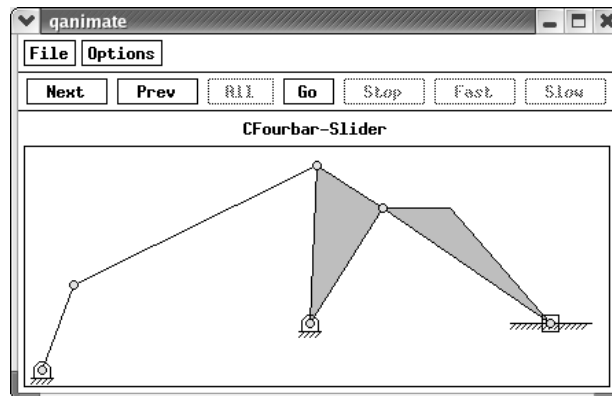 qanimate
File Options
Next Prev All Go Stop Fast Slow
CFourbar-Slider